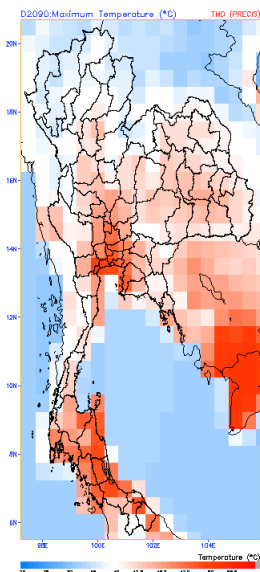 D2090:Maximum Temperature (°C) TMD (PRECIS)
20N
18N
16N
14N
12N
10N
8N
6N
98E 100E 102E 104E
Temperature (°C)